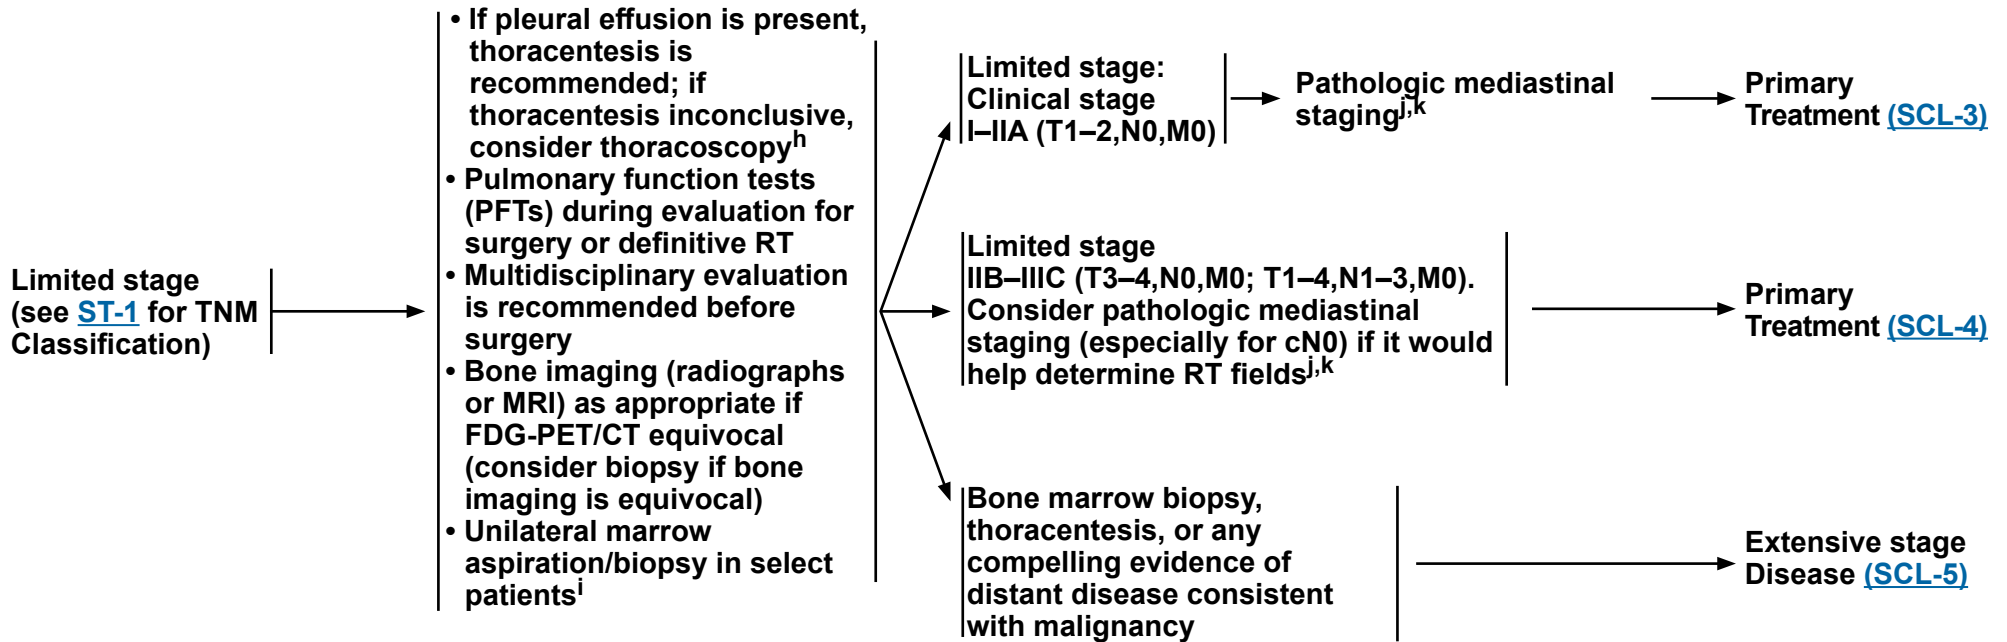 Limited stage
(see ST-1 for TNM
Classification)
• If pleural effusion is present,
thoracentesis is
recommended; if
thoracentesis inconclusive,
consider thoracoscopyh
• Pulmonary function tests
(PFTs) during evaluation for
surgery or definitive RT
• Multidisciplinary evaluation
is recommended before
surgery
• Bone imaging (radiographs
or MRI) as appropriate if
FDG-PET/CT equivocal
(consider biopsy if bone
imaging is equivocal)
• Unilateral marrow
aspiration/biopsy in select
patientsi
Limited stage:
Clinical stage
I–IIA (T1–2,N0,M0)
Pathologic mediastinal
stagingj,k
Primary
Treatment (SCL-3)
Limited stage
IIB–IIIC (T3–4,N0,M0; T1–4,N1–3,M0).
Consider pathologic mediastinal
staging (especially for cN0) if it would
help determine RT fieldsj,k
Primary
Treatment (SCL-4)
Bone marrow biopsy,
thoracentesis, or any
compelling evidence of
distant disease consistent
with malignancy
Extensive stage
Disease (SCL-5)